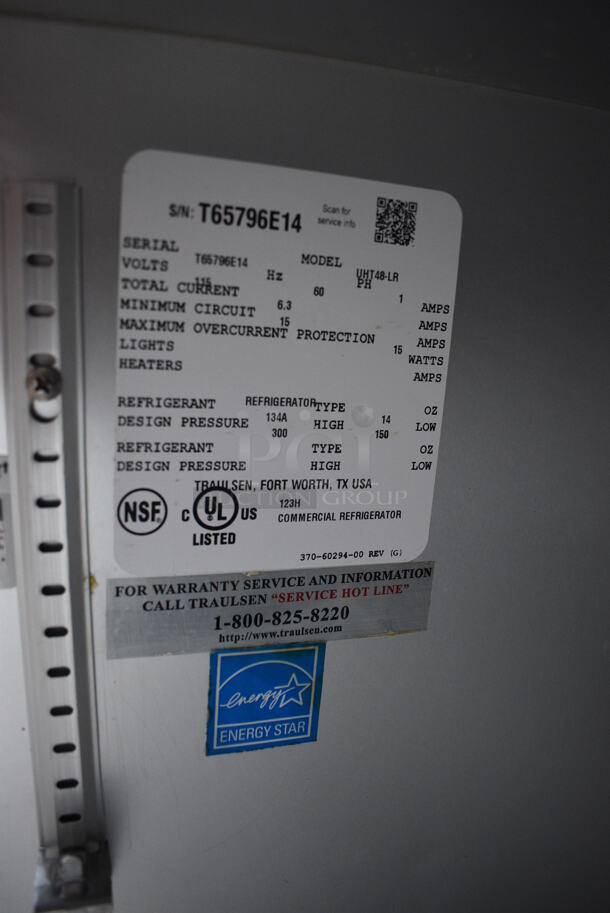 S/N: T65796E14
Scan for
service info
SERIAL T65796E14 MODEL UHT48-LR
VOLTS 115 Hz 60 PH 1
TOTAL CURRENT 6.3 AMPS
MINIMUM CIRCUIT 15 AMPS
MAXIMUM OVERCURRENT PROTECTION 15 AMPS
LIGHTS WATTS
HEATERS AMPS
REFRIGERATOR
REFRIGERANT 134A TYPE 14 OZ
DESIGN PRESSURE 300 HIGH 150 LOW
REFRIGERANT TYPE OZ
DESIGN PRESSURE HIGH LOW
TRAULSEN, FORT WORTH, TX USA
NSF
C UL US
LISTED
123H
COMMERCIAL REFRIGERATOR
370-60294-00 REV (G)
pci
AUCTION GROUP
FOR WARRANTY SERVICE AND INFORMATION
CALL TRAULSEN "SERVICE HOT LINE"
1-800-825-8220
http://www.traulsen.com
energy
ENERGY STAR